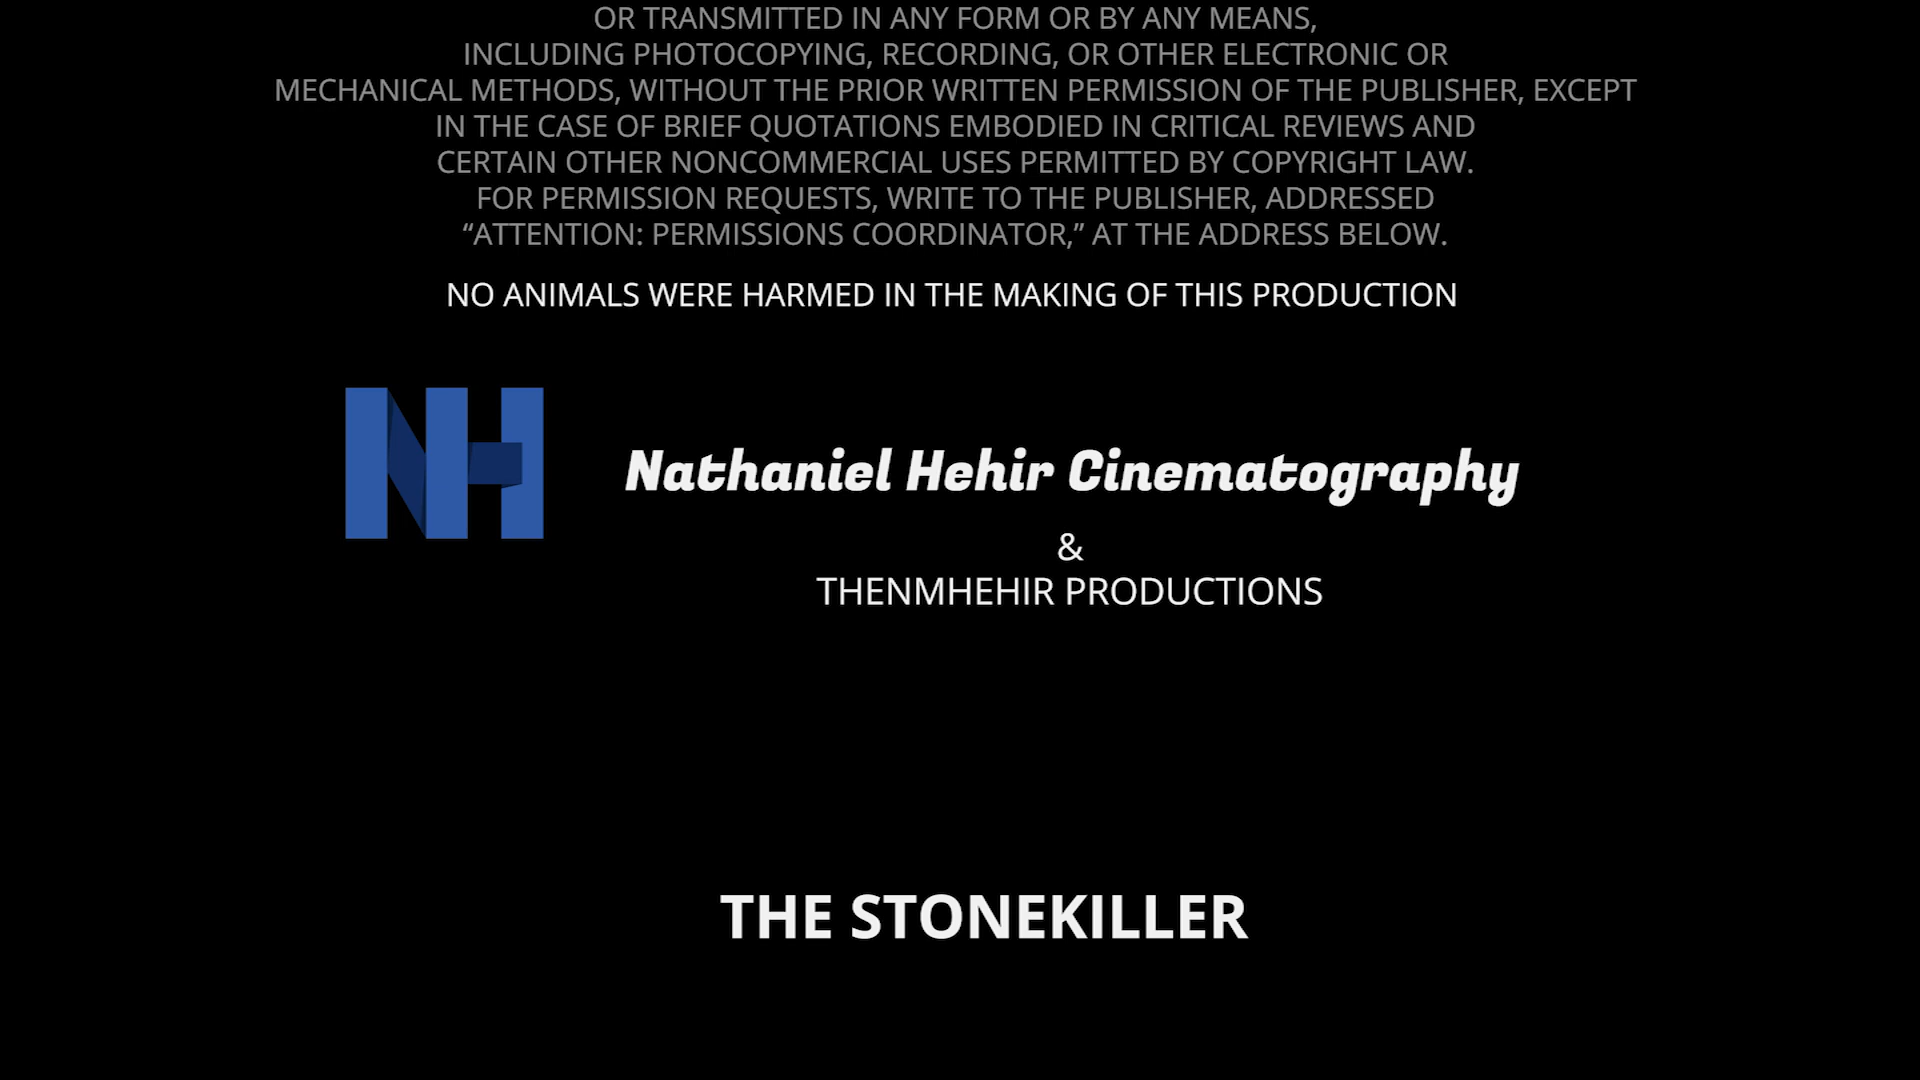 OR TRANSMITTED IN ANY FORM OR BY ANY MEANS,
INCLUDING PHOTOCOPYING, RECORDING, OR OTHER ELECTRONIC OR
MECHANICAL METHODS, WITHOUT THE PRIOR WRITTEN PERMISSION OF THE PUBLISHER, EXCEPT
IN THE CASE OF BRIEF QUOTATIONS EMBODIED IN CRITICAL REVIEWS AND
CERTAIN OTHER NONCOMMERCIAL USES PERMITTED BY COPYRIGHT LAW.
FOR PERMISSION REQUESTS, WRITE TO THE PUBLISHER, ADDRESSED
“ATTENTION: PERMISSIONS COORDINATOR,” AT THE ADDRESS BELOW.
NO ANIMALS WERE HARMED IN THE MAKING OF THIS PRODUCTION
NH
Nathaniel Hehir Cinematography
&
THENMHEHIR PRODUCTIONS
THE STONEKILLER